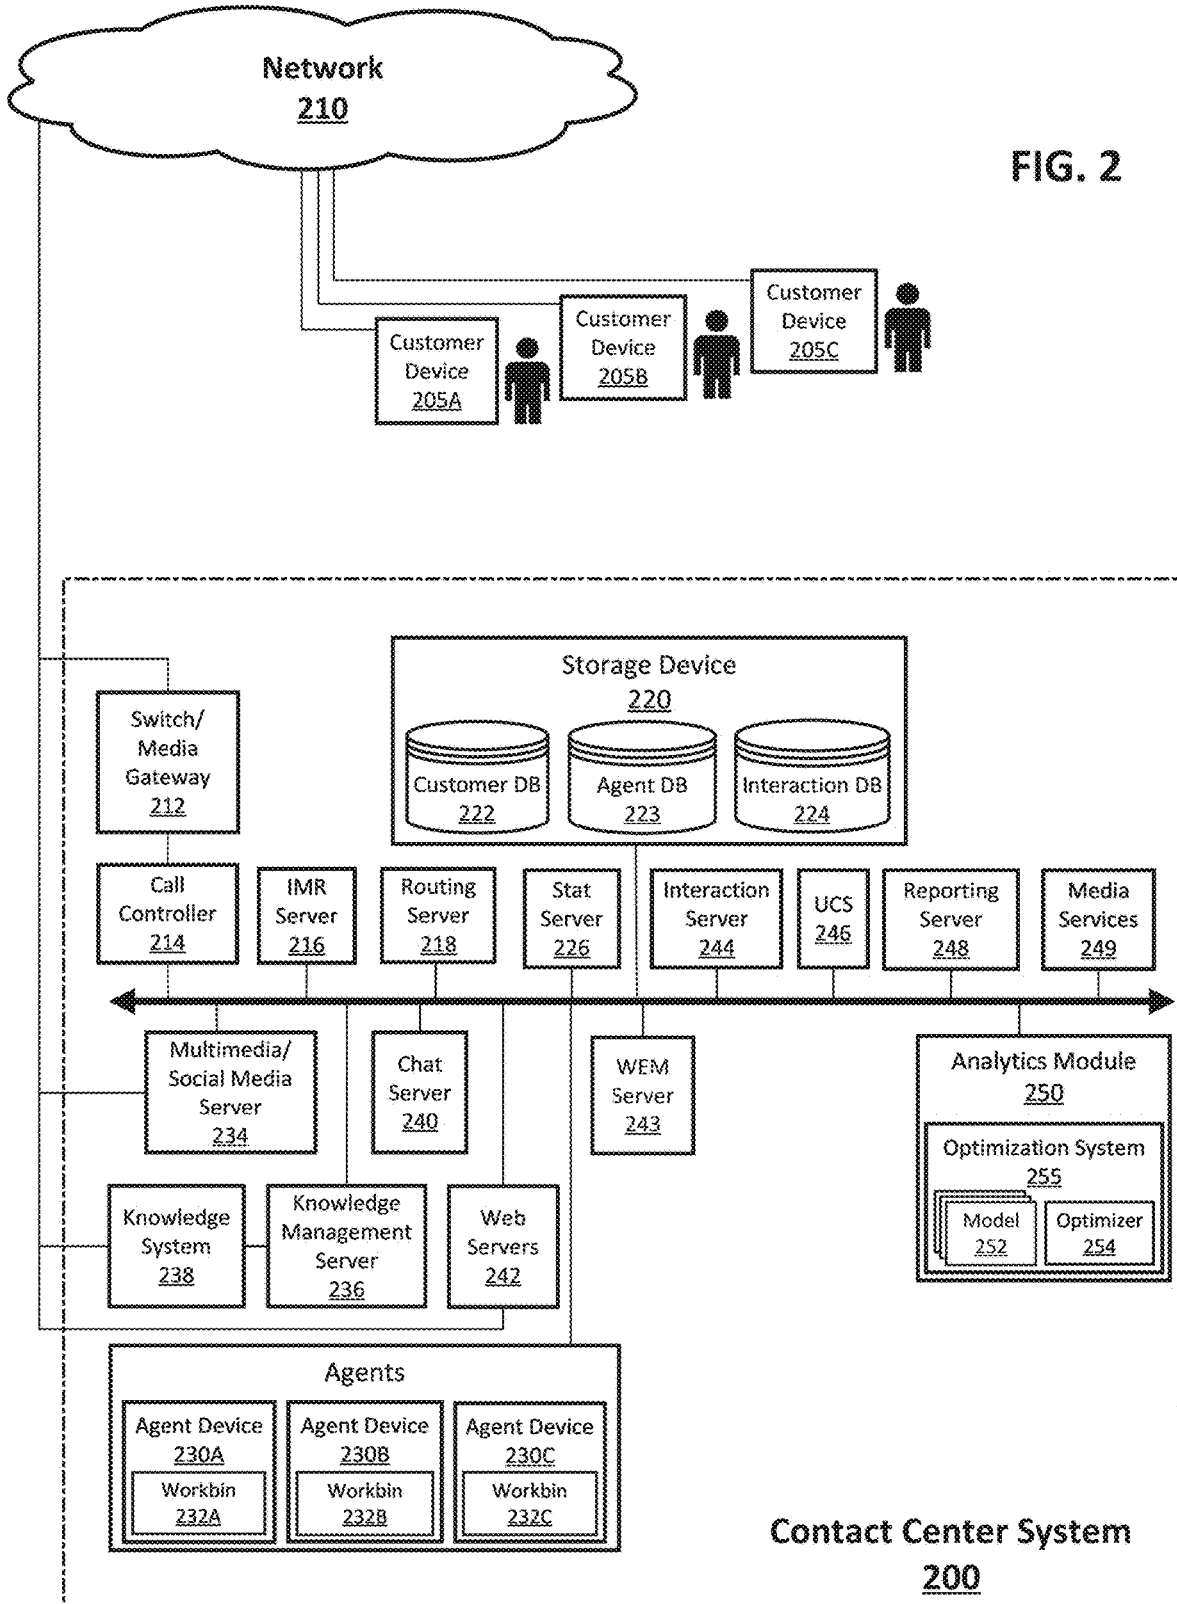 Network
210
FIG. 2
Customer
Device
205A
Customer
Device
205B
Customer
Device
205C
Storage Device
220
Customer DB
222
Agent DB
223
Interaction DB
224
Switch/
Media
Gateway
212
Call
Controller
214
IMR
Server
216
Routing
Server
218
Stat
Server
226
Interaction
Server
244
UCS
246
Reporting
Server
248
Media
Services
249
Multimedia/
Social Media
Server
234
Chat
Server
240
WEM
Server
243
Analytics Module
250
Optimization System
255
Model
252
Optimizer
254
Knowledge
System
238
Knowledge
Management
Server
236
Web
Servers
242
Agents
Agent Device
230A
Workbin
232A
Agent Device
230B
Workbin
232B
Agent Device
230C
Workbin
232C
Contact Center System
200